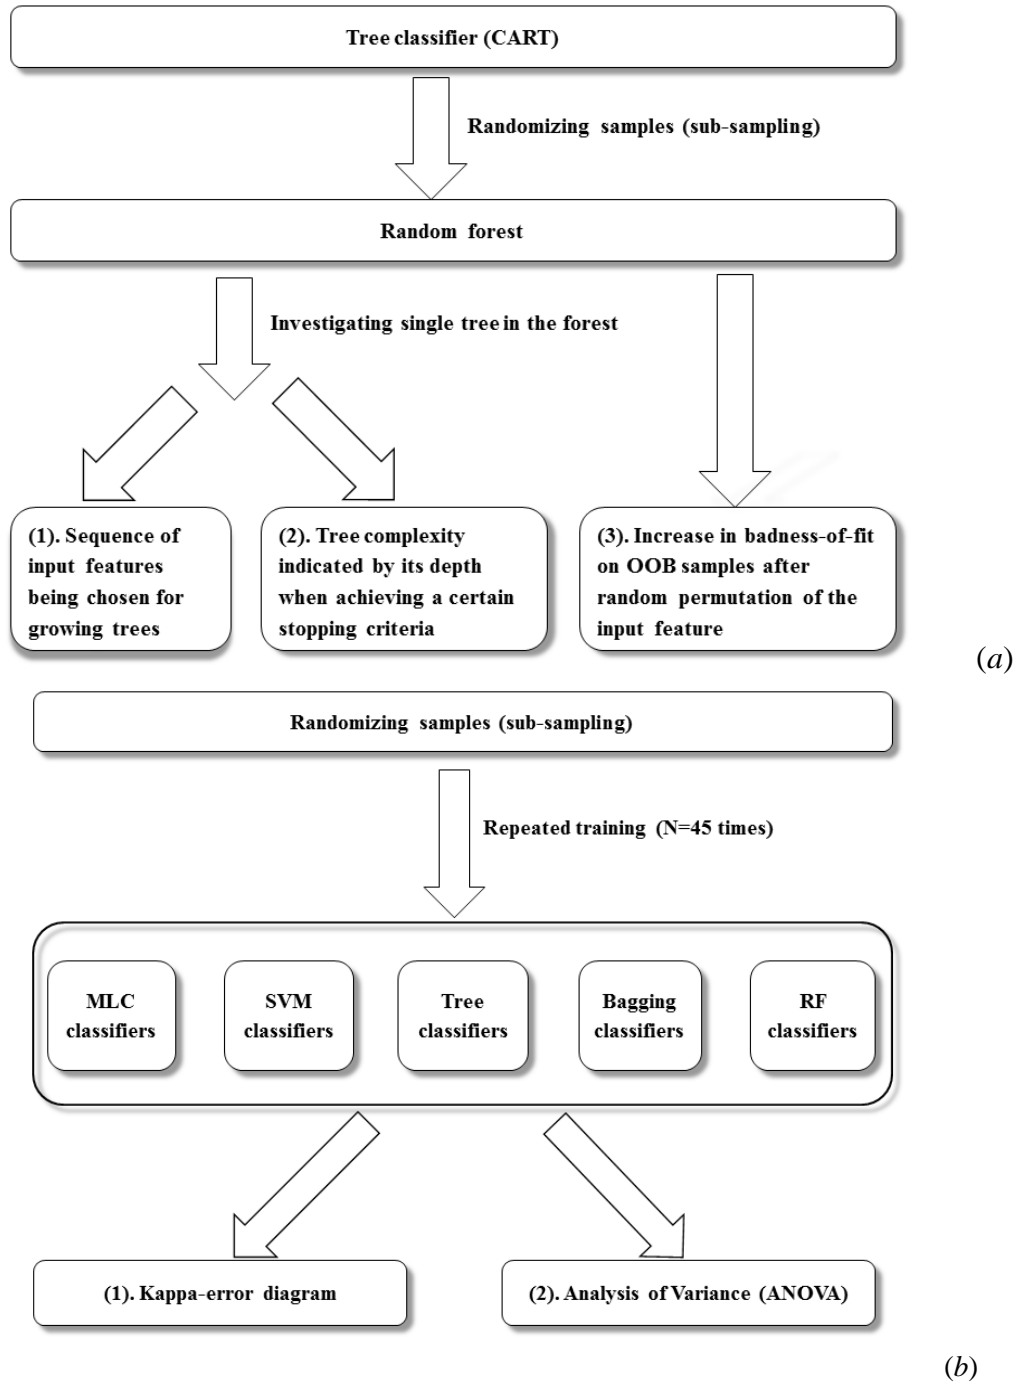 Tree classifier (CART)
Randomizing samples (sub-sampling)
Random forest
Investigating single tree in the forest
(1). Sequence of
input features
being chosen for
growing trees
(2). Tree complexity
indicated by its depth
when achieving a certain
stopping criteria
(3). Increase in badness-of-fit
on OOB samples after
random permutation of the
input feature
(a)
Randomizing samples (sub-sampling)
Repeated training (N=45 times)
MLC
classifiers
SVM
classifiers
Tree
classifiers
Bagging
classifiers
RF
classifiers
(1). Kappa-error diagram
(2). Analysis of Variance (ANOVA)
(b)